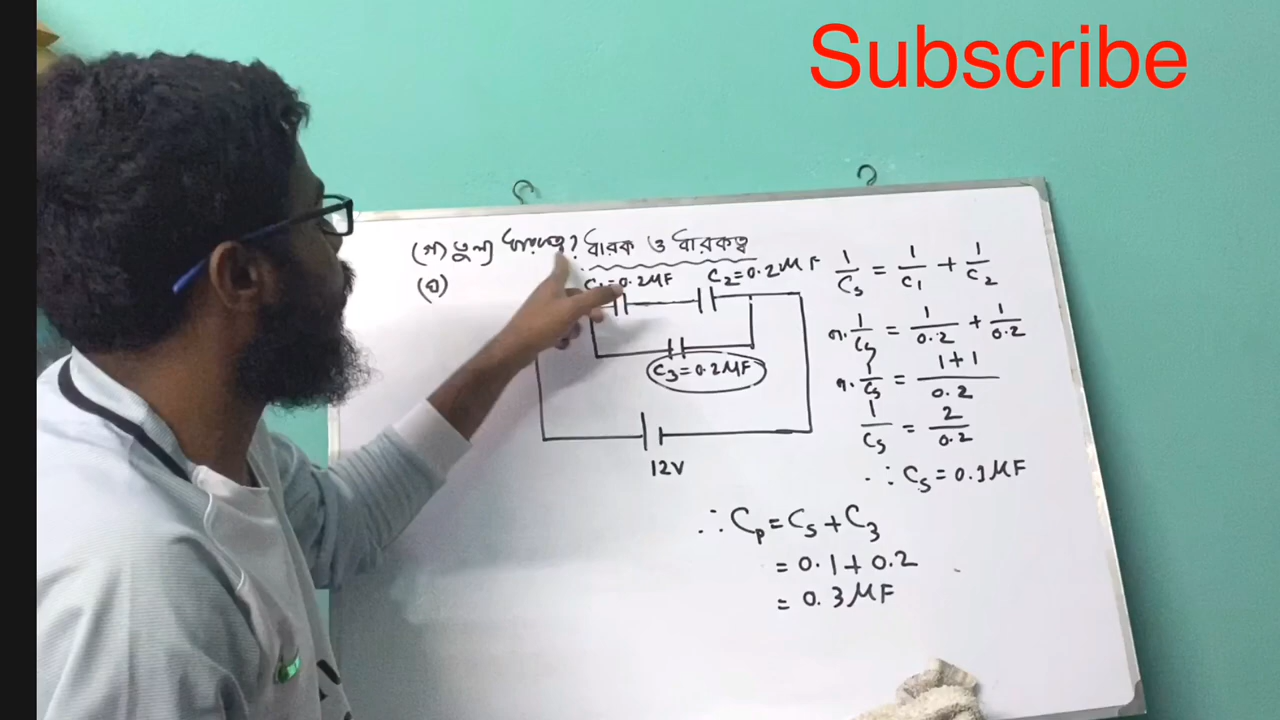 Subscribe
(গ) তুল্য ধারকত্ব? ধারক ও ধারকত্ব
(ঘ)
C₁=0.2μF
C₂=0.2μF
C₃=0.2μF
12V
1/Cₛ = 1/C₁ + 1/C₂
বা. 1/Cₛ = 1/0.2 + 1/0.2
বা. 1/Cₛ = 1+1/0.2
1/Cₛ = 2/0.2
∴ Cₛ = 0.1μF
∴ Cₚ = Cₛ + C₃
= 0.1 + 0.2
= 0.3μF